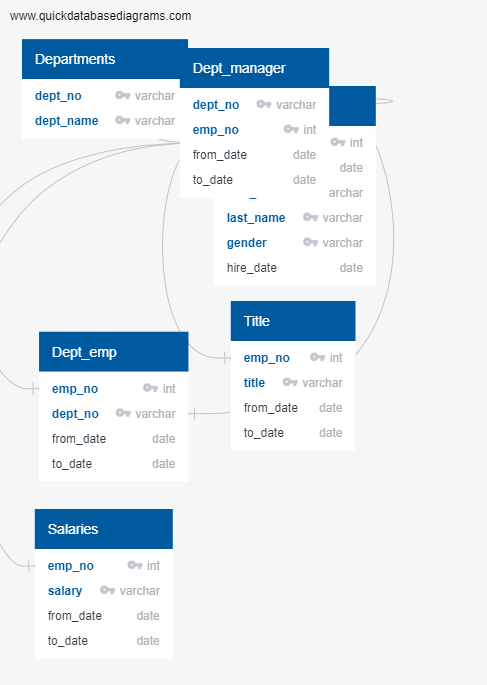 www.quickdatabasediagrams.com
Departments
dept_no varchar
dept_name varchar
Dept_manager
dept_no varchar
emp_no int
from_date date
to_date date
int
date
archar
last_name varchar
gender varchar
hire_date date
Title
emp_no int
title varchar
from_date date
to_date date
Dept_emp
emp_no int
dept_no varchar
from_date date
to_date date
Salaries
emp_no int
salary varchar
from_date date
to_date date